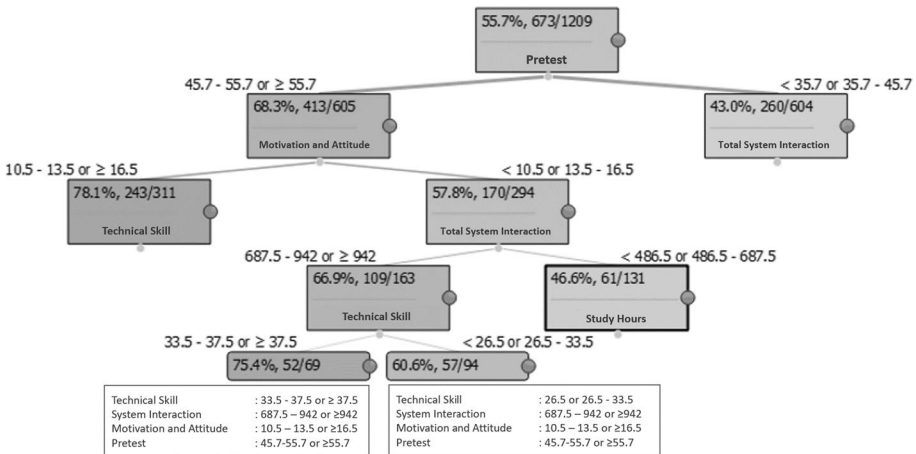 55.7%, 673/1209
Pretest
45.7 - 55.7 or ≥ 55.7
< 35.7 or 35.7 - 45.7
68.3%, 413/605
Motivation and Attitude
43.0%, 260/604
Total System Interaction
10.5 - 13.5 or ≥ 16.5
< 10.5 or 13.5 - 16.5
78.1%, 243/311
Technical Skill
57.8%, 170/294
Total System Interaction
687.5 - 942 or ≥ 942
< 486.5 or 486.5 - 687.5
66.9%, 109/163
Technical Skill
46.6%, 61/131
Study Hours
33.5 - 37.5 or ≥ 37.5
< 26.5 or 26.5 - 33.5
75.4%, 52/69
60.6%, 57/94
Technical Skill : 33.5 - 37.5 or ≥ 37.5
System Interaction : 687.5 – 942 or ≥942
Motivation and Attitude : 10.5 – 13.5 or ≥16.5
Pretest : 45.7-55.7 or ≥55.7
Technical Skill : 26.5 or 26.5 - 33.5
System Interaction : 687.5 – 942 or ≥942
Motivation and Attitude : 10.5 – 13.5 or ≥16.5
Pretest : 45.7-55.7 or ≥55.7